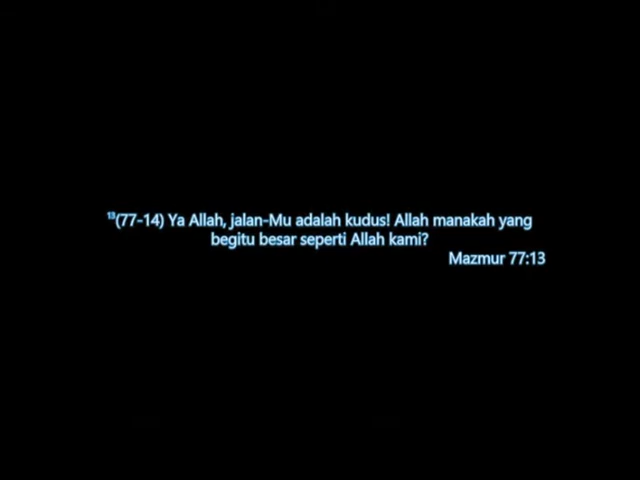 ¹³(77-14) Ya Allah, jalan-Mu adalah kudus! Allah manakah yang
begitu besar seperti Allah kami?
Mazmur 77:13